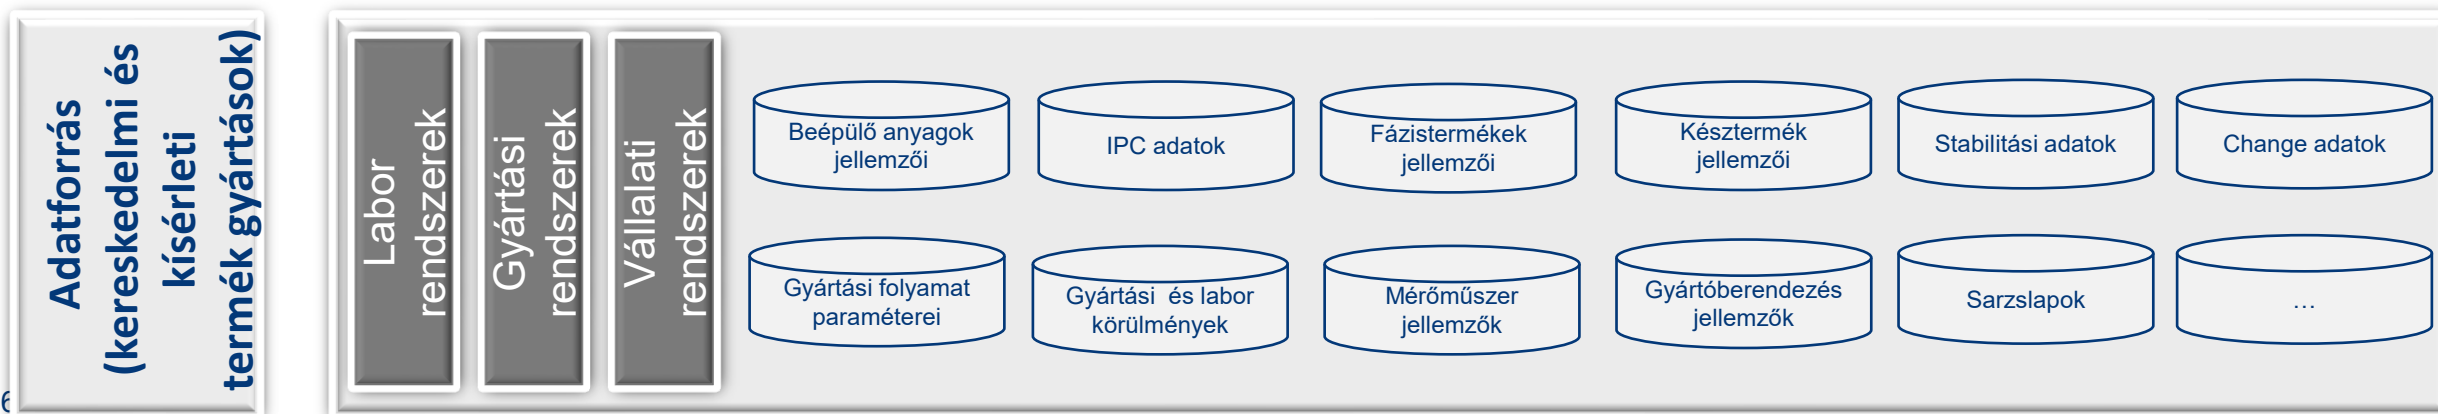 Adatforrás
(kereskedelmi és
kísérleti
termék gyártások)
Labor
rendszerek
Gyártási
rendszerek
Vállalati
rendszerek
Beépülő anyagok
jellemzői
IPC adatok
Fázistermékek
jellemzői
Késztermék
jellemzői
Stabilitási adatok
Change adatok
Gyártási folyamat
paraméterei
Gyártási és labor
körülmények
Mérőműszer
jellemzők
Gyártóberendezés
jellemzők
Sarzslapok
…